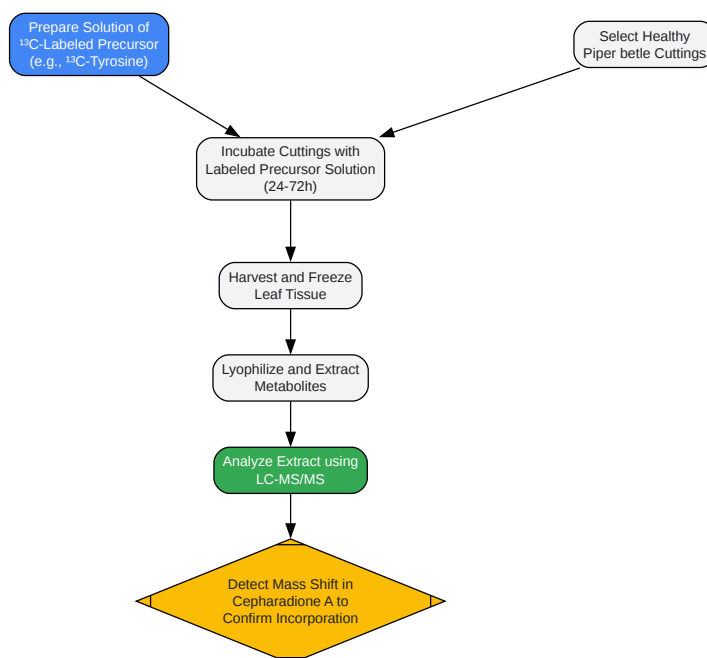 Prepare Solution of
¹³C-Labeled Precursor
(e.g., ¹³C-Tyrosine)
Select Healthy
Piper betle Cuttings
Incubate Cuttings with
Labeled Precursor Solution
(24-72h)
Harvest and Freeze
Leaf Tissue
Lyophilize and Extract
Metabolites
Analyze Extract using
LC-MS/MS
Detect Mass Shift in
Cepharadione A to
Confirm Incorporation